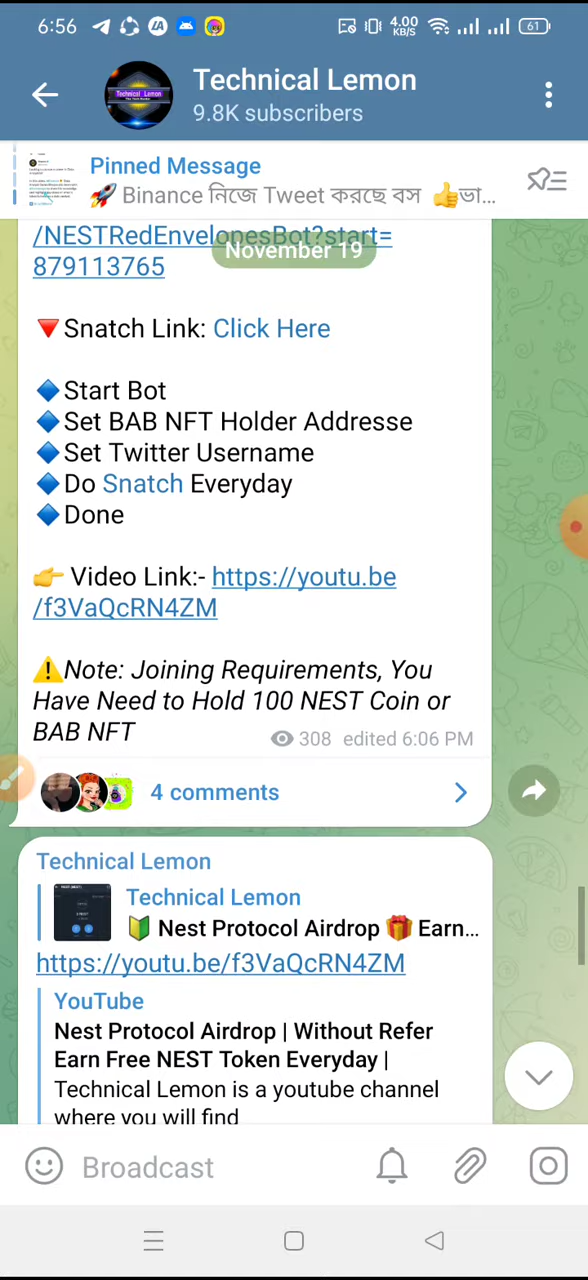 6:56
4.00
KB/S
61
Technical Lemon
9.8K subscribers
Pinned Message
🚀 Binance নিজে Tweet করছে বস 👍ভা...
/NESTRedEnvelopesBot?start=
November 19
879113765
🔻Snatch Link: Click Here
🔷Start Bot
🔷Set BAB NFT Holder Addresse
🔷Set Twitter Username
🔷Do Snatch Everyday
🔷Done
👉 Video Link:- https://youtu.be
/f3VaQcRN4ZM
⚠️Note: Joining Requirements, You
Have Need to Hold 100 NEST Coin or
BAB NFT
308 edited 6:06 PM
4 comments
Technical Lemon
Technical Lemon
🔰 Nest Protocol Airdrop 🎁 Earn...
https://youtu.be/f3VaQcRN4ZM
YouTube
Nest Protocol Airdrop | Without Refer
Earn Free NEST Token Everyday |
Technical Lemon is a youtube channel
where you will find
Broadcast